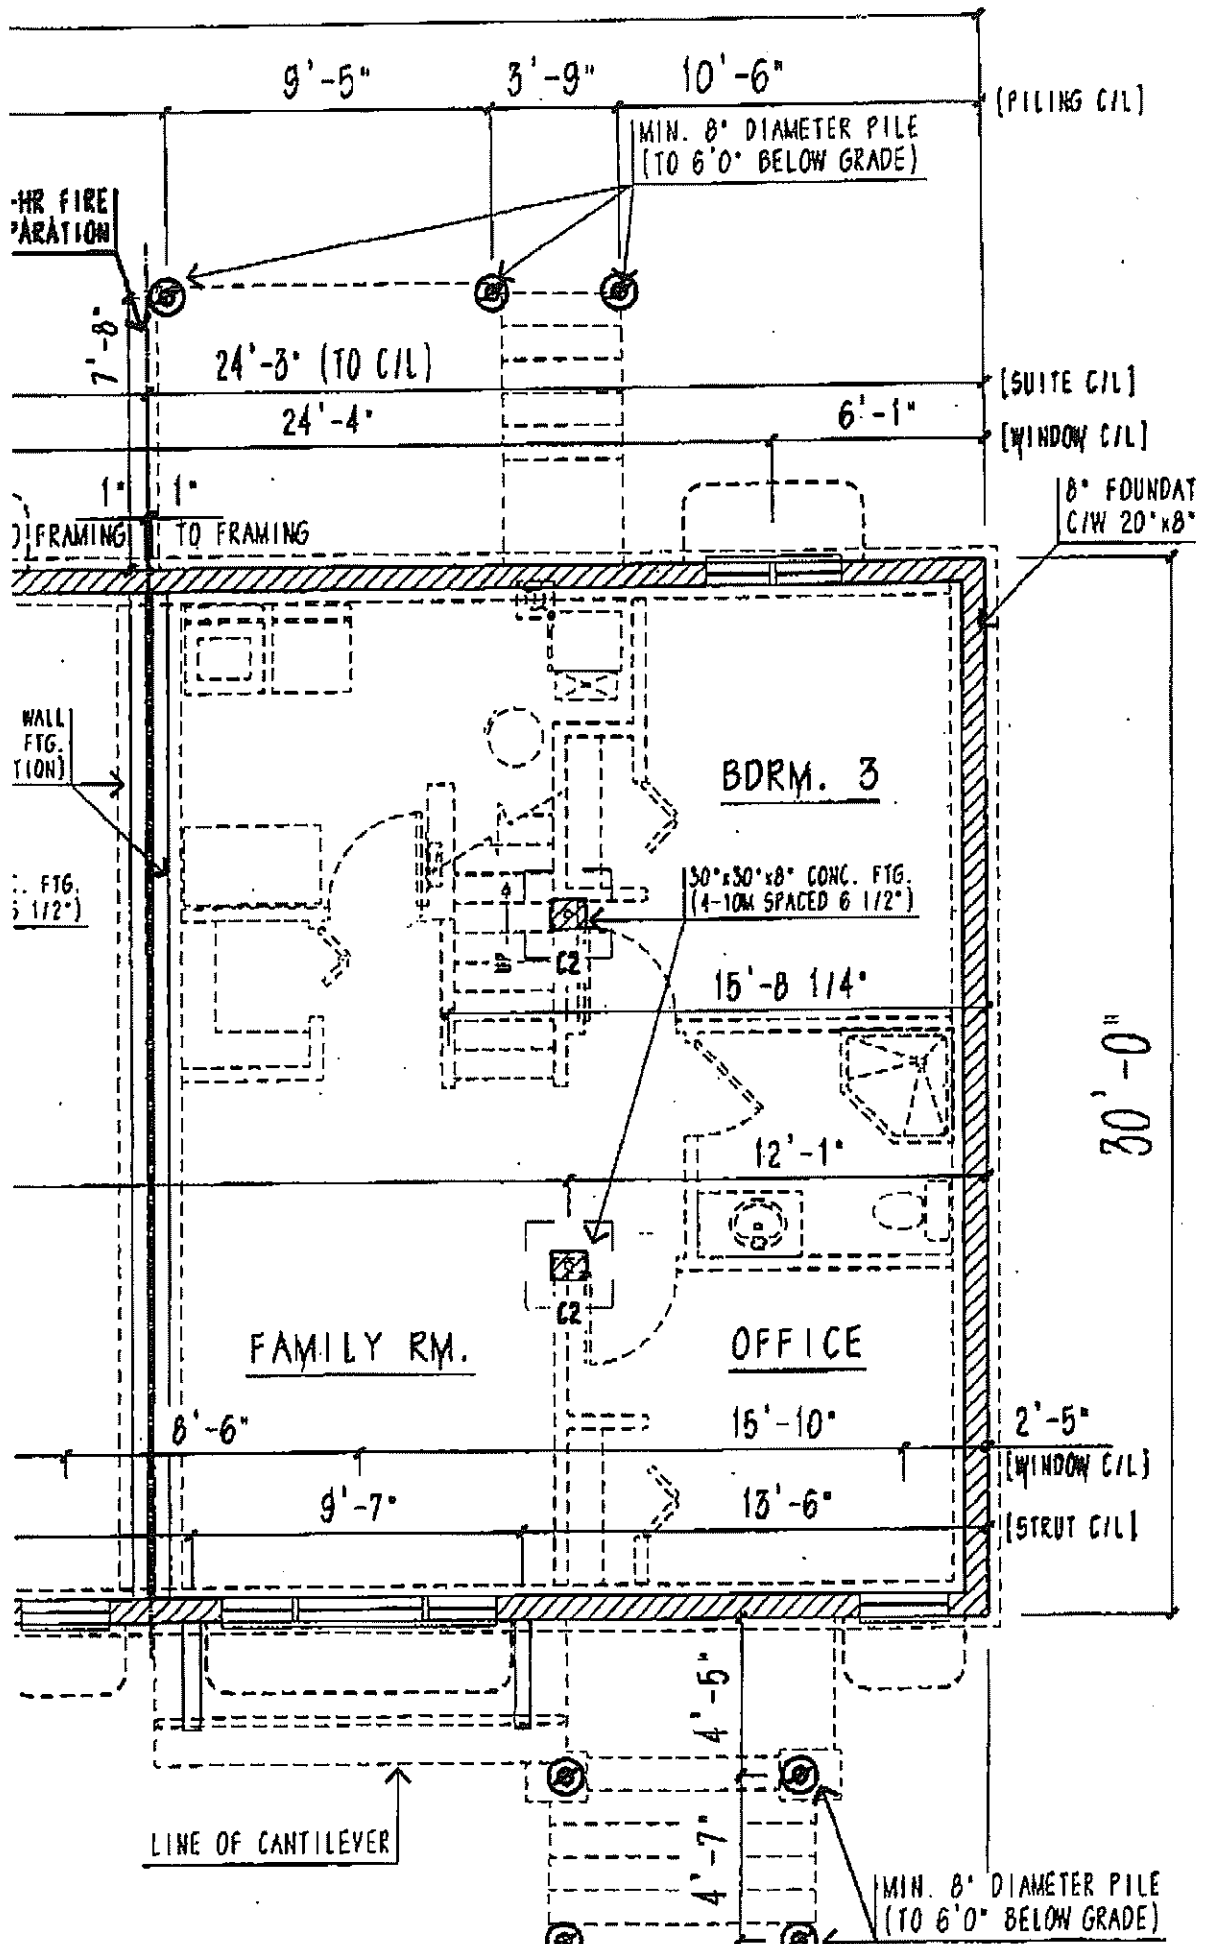 9'-5" 3'-9" 10'-6"
[PILING C/L]
MIN. 8" DIAMETER PILE
(TO 6'0" BELOW GRADE)
-HR FIRE
PARATION
7'-8"
24'-3" (TO C/L)
[SUITE C/L]
24'-4" 6'-1"
[WINDOW C/L]
1" 1"
FRAMING TO FRAMING
8" FOUNDAT
C/W 20"x8"
WALL
FTG.
TION)
BDRM. 3
. FTG.
1/2")
30"x30"x8" CONC. FTG.
(4-10M SPACED 6 1/2")
UP
C2
15'-8 1/4"
30'-0"
12'-1"
C2
FAMILY RM.
OFFICE
8'-6" 15'-10" 2'-5"
[WINDOW C/L]
9'-7" 13'-6"
[STRUT C/L]
4'-5"
4'-7"
LINE OF CANTILEVER
MIN. 8" DIAMETER PILE
(TO 6'0" BELOW GRADE)